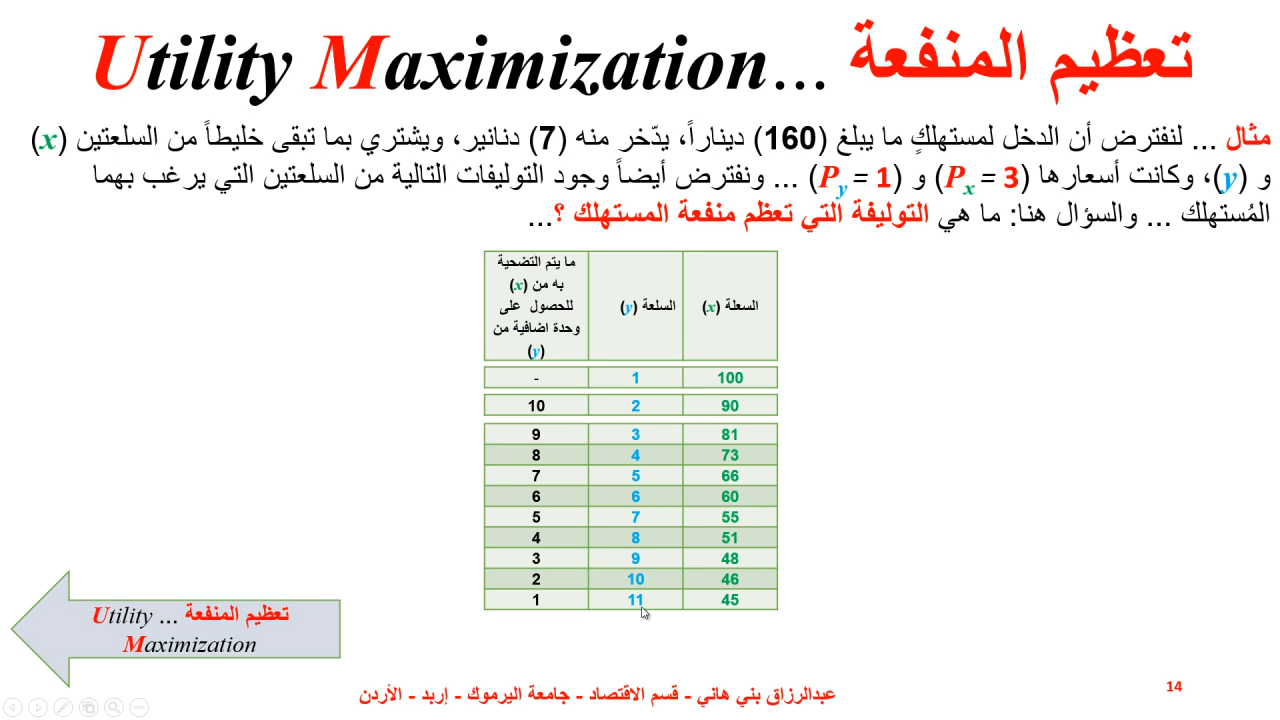 تعظيم المنفعة ...Utility Maximization
مثال ... لنفترض أن الدخل لمستهلكٍ ما يبلغ (160) ديناراً، يدّخر منه (7) دنانير، ويشتري بما تبقى خليطاً من السلعتين (x)
و (y)، وكانت أسعارها (Px = 3) و (Py = 1) ... ونفترض أيضاً وجود التوليفات التالية من السلعتين التي يرغب بهما
المُستهلك ... والسؤال هنا: ما هي التوليفة التي تعظم منفعة المستهلك ؟...
السعلة (x) السلعة (y) ما يتم التضحية
به من (x)
للحصول على
وحدة اضافية من
(y)
100 1 -
90 2 10
81 3 9
73 4 8
66 5 7
60 6 6
55 7 5
51 8 4
48 9 3
46 10 2
45 11 1
تعظيم المنفعة ... Utility
Maximization
عبدالرزاق بني هاني - قسم الاقتصاد - جامعة اليرموك - إربد - الأردن
14